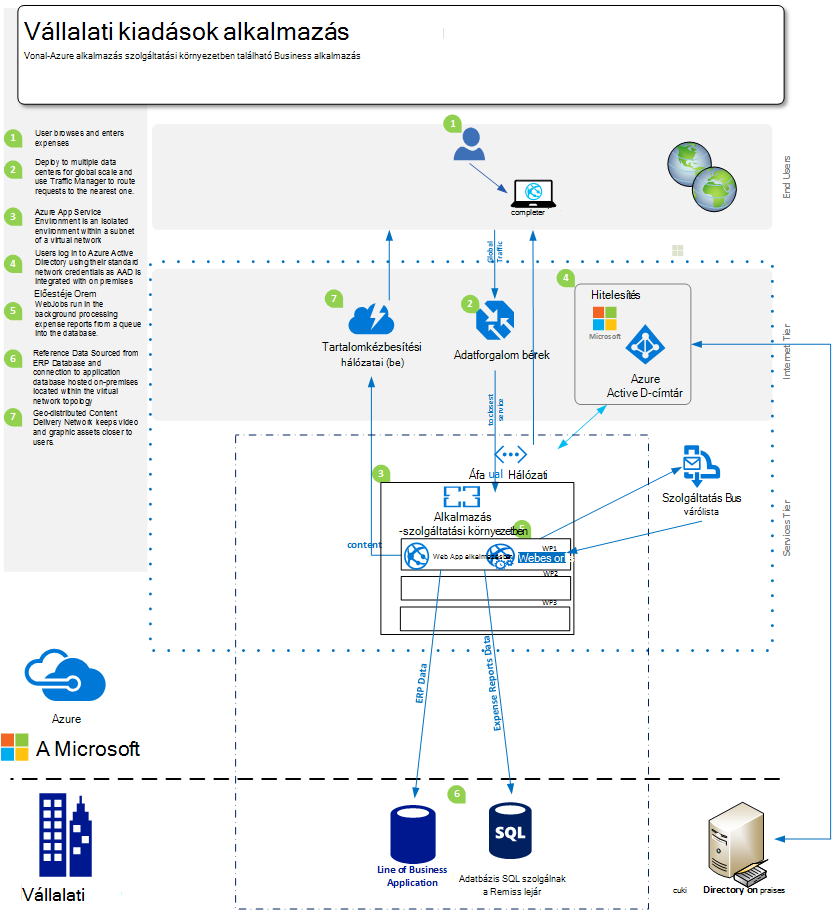 Vállalati kiadások alkalmazás
Vonal-Azure alkalmazás szolgáltatási környezetben található Business alkalmazás
1
User browses and enters
expenses
2
Deploy to multiple data
centers for global scale and
use Traffic Manager to route
requests to the nearest one.
3
Azure App Service
Environment is an isolated
environment within a subnet
of a virtual network
4
Users log in to Azure Active
Directory using their standard
network credentials as AAD is
integrated with on premises
Előestéje Orem
5
WebJobs run in the
background processing
expense reports from a queue
into the database.
6
Reference Data Sourced from
ERP Database and
connection to application
database hosted on-premises
located within the virtual
network topology
7
Geo-distributed Content
Delivery Network keeps video
and graphic assets closer to
users.
1
completer
End Users
Global
Traffic
7
Tartalomkézbesítési
hálózatai (be)
2
Adatforgalom bérek
4
Hitelesítés
Microsoft
Azure
Active D-címtár
Internet Tier
to closest
service
Áfa ual Hálózati
3
Alkalmazás
-szolgáltatási környezetben
5
content
Web App alkalmazás
WP1
Webes
WP2
WP3
Szolgáltatás Bus
várólista
Services Tier
ERP Data
Expense Reports Data
Azure
A Microsoft
6
Line of Business
Application
SQL
Adatbázis SQL szolgálnak
a Remiss lejár
Vállalati
cuki Directory on praises